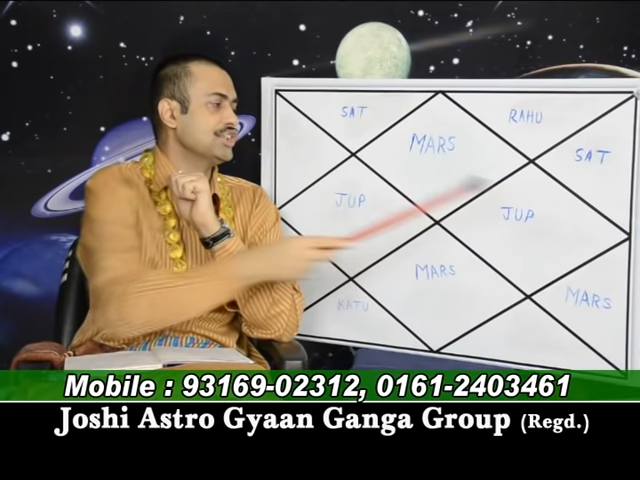 SAT
RAHU
MARS
SAT
JUP
JUP
MARS
KATU
MARS
Mobile : 93169-02312, 0161-2403461
Joshi Astro Gyaan Ganga Group (Regd.)